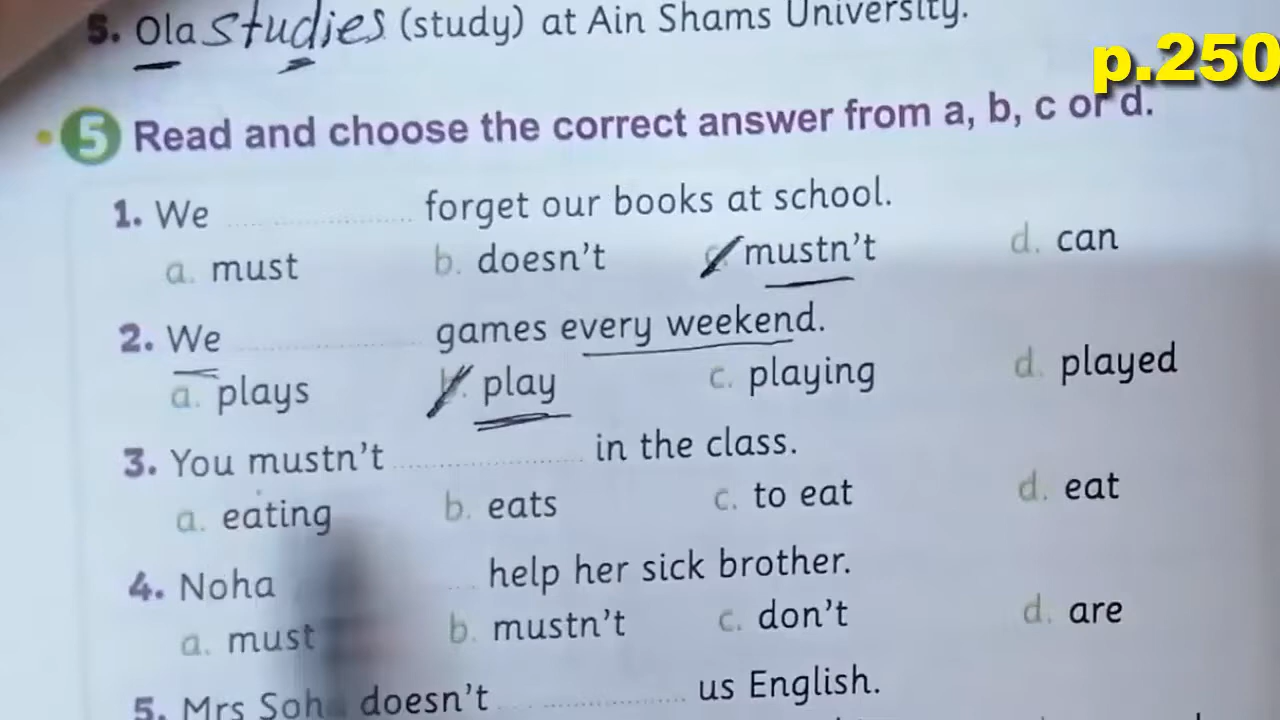 5. Ola studies (study) at Ain Shams University.
p.250
5 Read and choose the correct answer from a, b, c or d.
1. We ............ forget our books at school.
a. must b. doesn't c. mustn't d. can
2. We ............ games every weekend.
a. plays b. play c. playing d. played
3. You mustn't ............ in the class.
a. eating b. eats c. to eat d. eat
4. Noha ... help her sick brother.
a. must b. mustn't c. don't d. are
5. Mrs doesn't ............ us English.